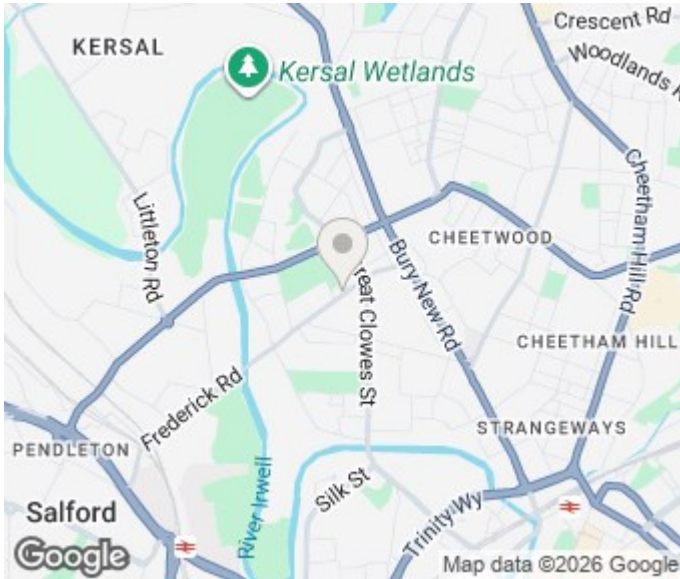 Crescent Rd
KERSAL
Kersal Wetlands
Woodlands R
Cheetham Hill Rd
Littleton Rd
CHEETWOOD
Bury New Rd
reat Clowes St
CHEETHAM HILL
Frederick Rd
STRANGEWAYS
PENDLETON
Silk St
Salford
River Irwell
Trinity Wy
Google
Map data ©2026 Google